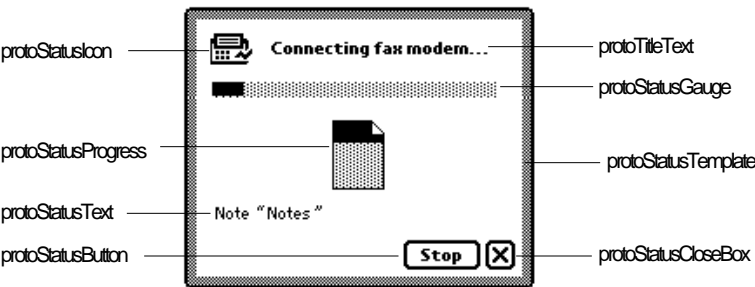 protoStatusIcon
Connecting fax modem...
protoTitleText
protoStatusGauge
protoStatusProgress
protoStatusTemplate
protoStatusText
Note "Notes"
protoStatusButton
Stop
protoStatusCloseBox